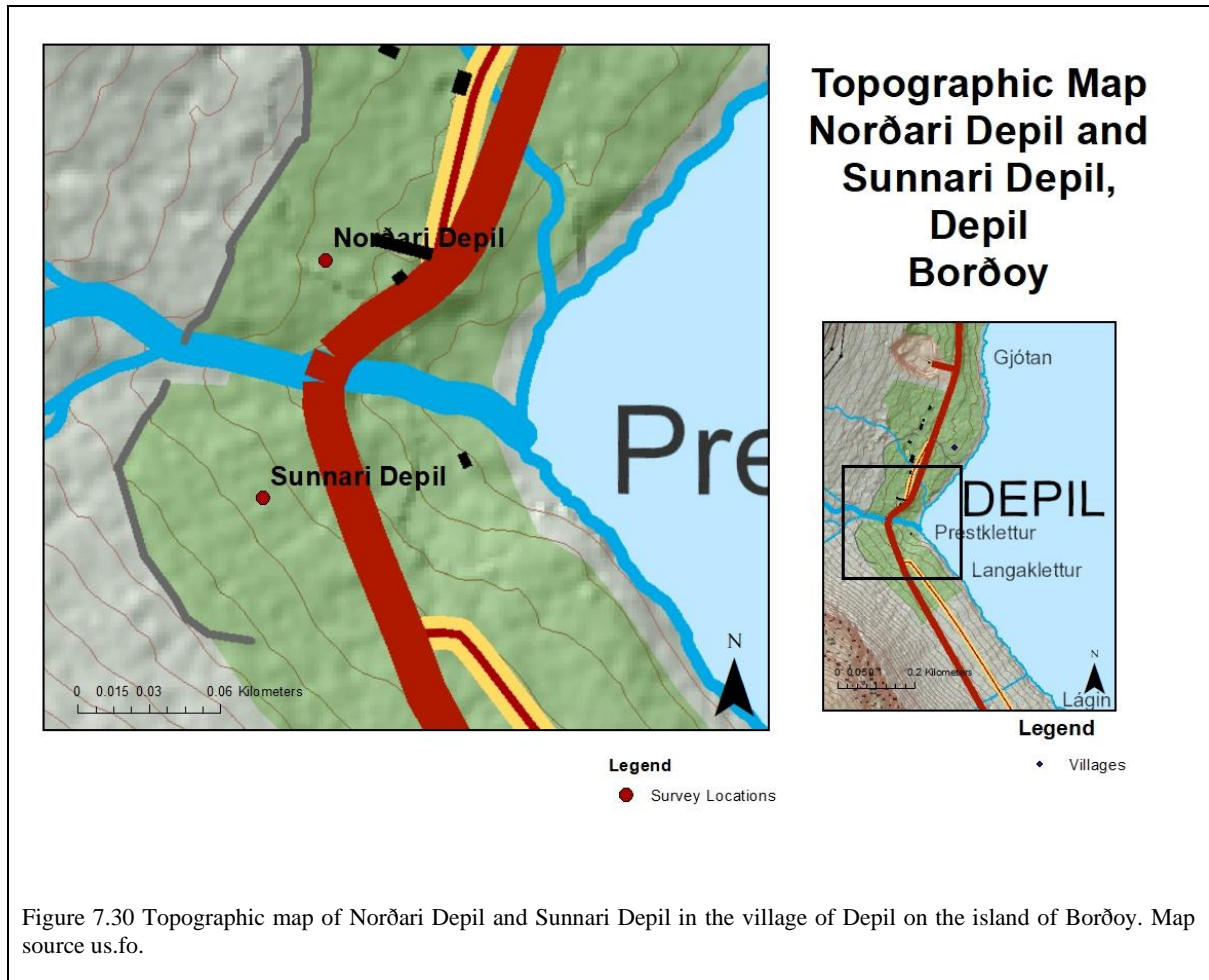 Topographic Map
Norðari Depil and
Sunnari Depil,
Depil
Borðoy
Norðari Depil
Sunnari Depil
Pre
N
0 0.015 0.03 0.06 Kilometers
Legend
Survey Locations
Gjótan
DEPIL
Prestklettur
Langaklettur
N
0 0.2 Kilometers
Lágin
Legend
Villages
Figure 7.30 Topographic map of Norðari Depil and Sunnari Depil in the village of Depil on the island of Borðoy. Map
source us.fo.